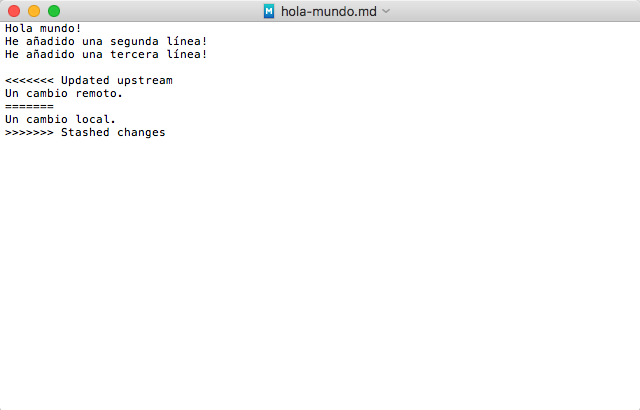 M hola-mundo.md
Hola mundo!
He añadido una segunda línea!
He añadido una tercera línea!
<<<<<<< Updated upstream
Un cambio remoto.
=======
Un cambio local.
>>>>>>> Stashed changes